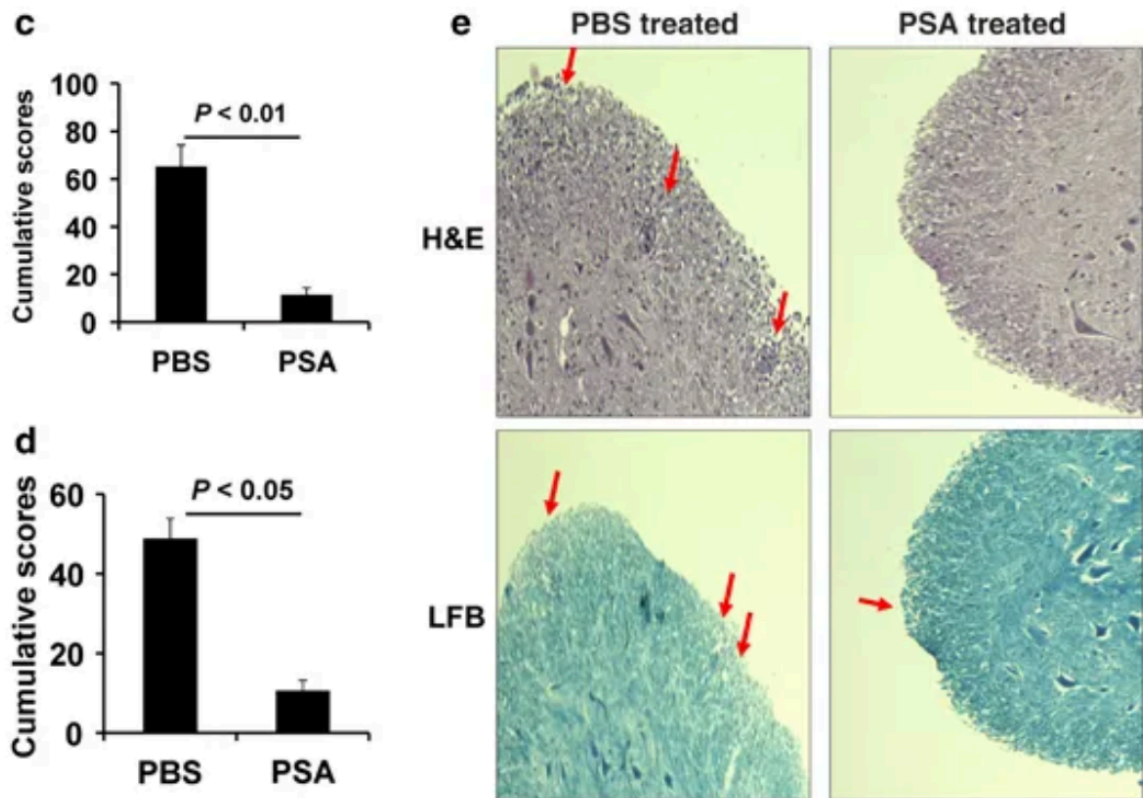 c
100
80
60
40
20
0
Cumulative scores
P < 0.01
PBS PSA
d
60
40
20
0
Cumulative scores
P < 0.05
PBS PSA
e
PBS treated PSA treated
H&E
LFB